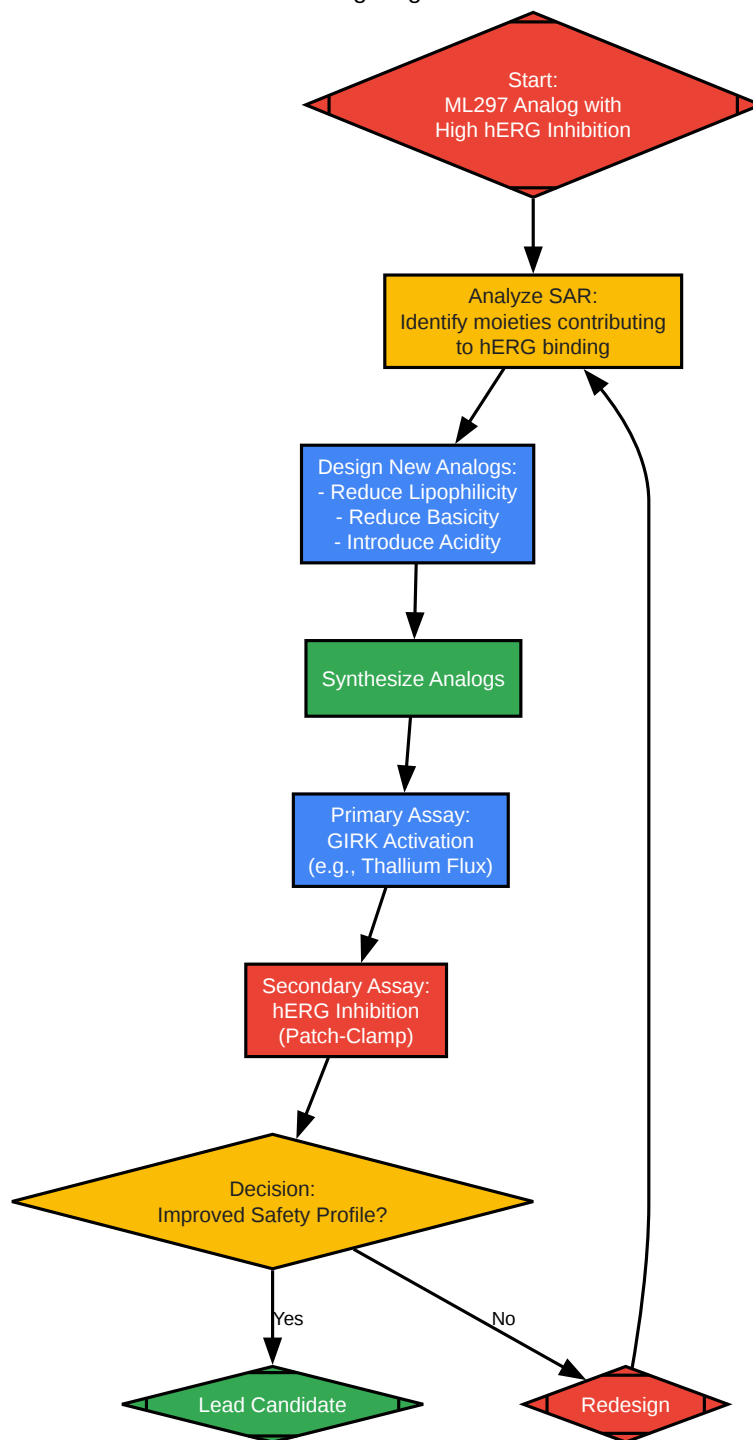 Start:
ML297 Analog with
High hERG Inhibition
Analyze SAR:
Identify moieties contributing
to hERG binding
Design New Analogs:
- Reduce Lipophilicity
- Reduce Basicity
- Introduce Acidity
Synthesize Analogs
Primary Assay:
GIRK Activation
(e.g., Thallium Flux)
Secondary Assay:
hERG Inhibition
(Patch-Clamp)
Decision:
Improved Safety Profile?
Yes
No
Lead Candidate
Redesign